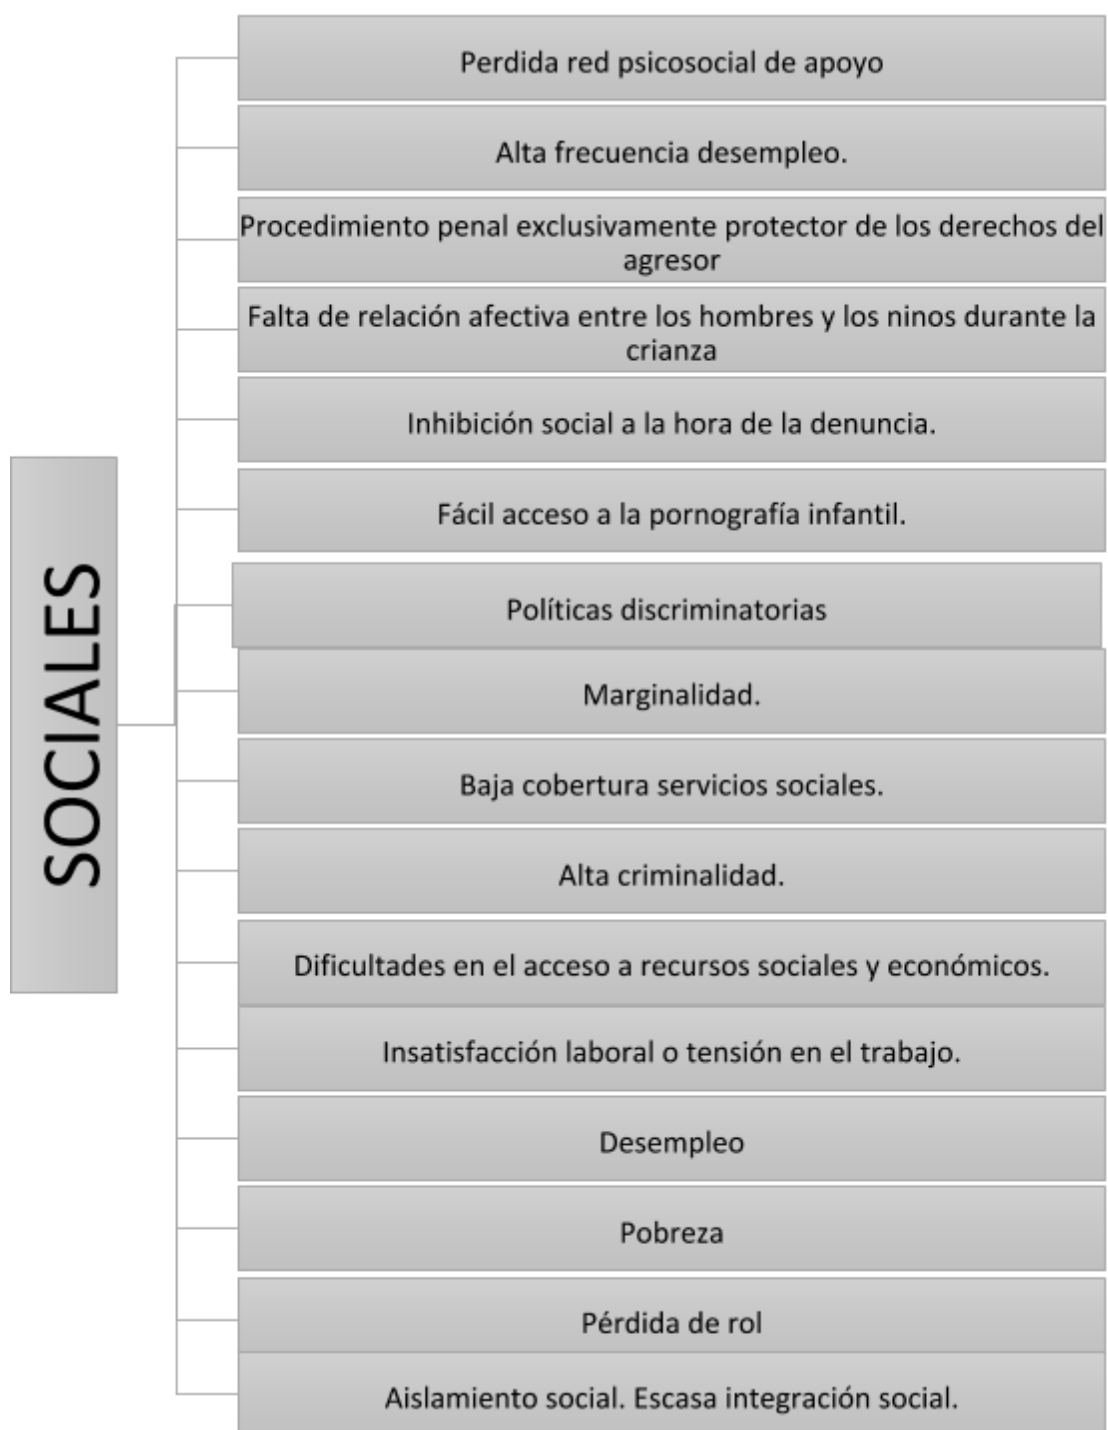 SOCIALES
Perdida red psicosocial de apoyo
Alta frecuencia desempleo.
Procedimiento penal exclusivamente protector de los derechos del
agresor
Falta de relación afectiva entre los hombres y los ninos durante la
crianza
Inhibición social a la hora de la denuncia.
Fácil acceso a la pornografía infantil.
Políticas discriminatorias
Marginalidad.
Baja cobertura servicios sociales.
Alta criminalidad.
Dificultades en el acceso a recursos sociales y económicos.
Insatisfacción laboral o tensión en el trabajo.
Desempleo
Pobreza
Pérdida de rol
Aislamiento social. Escasa integración social.